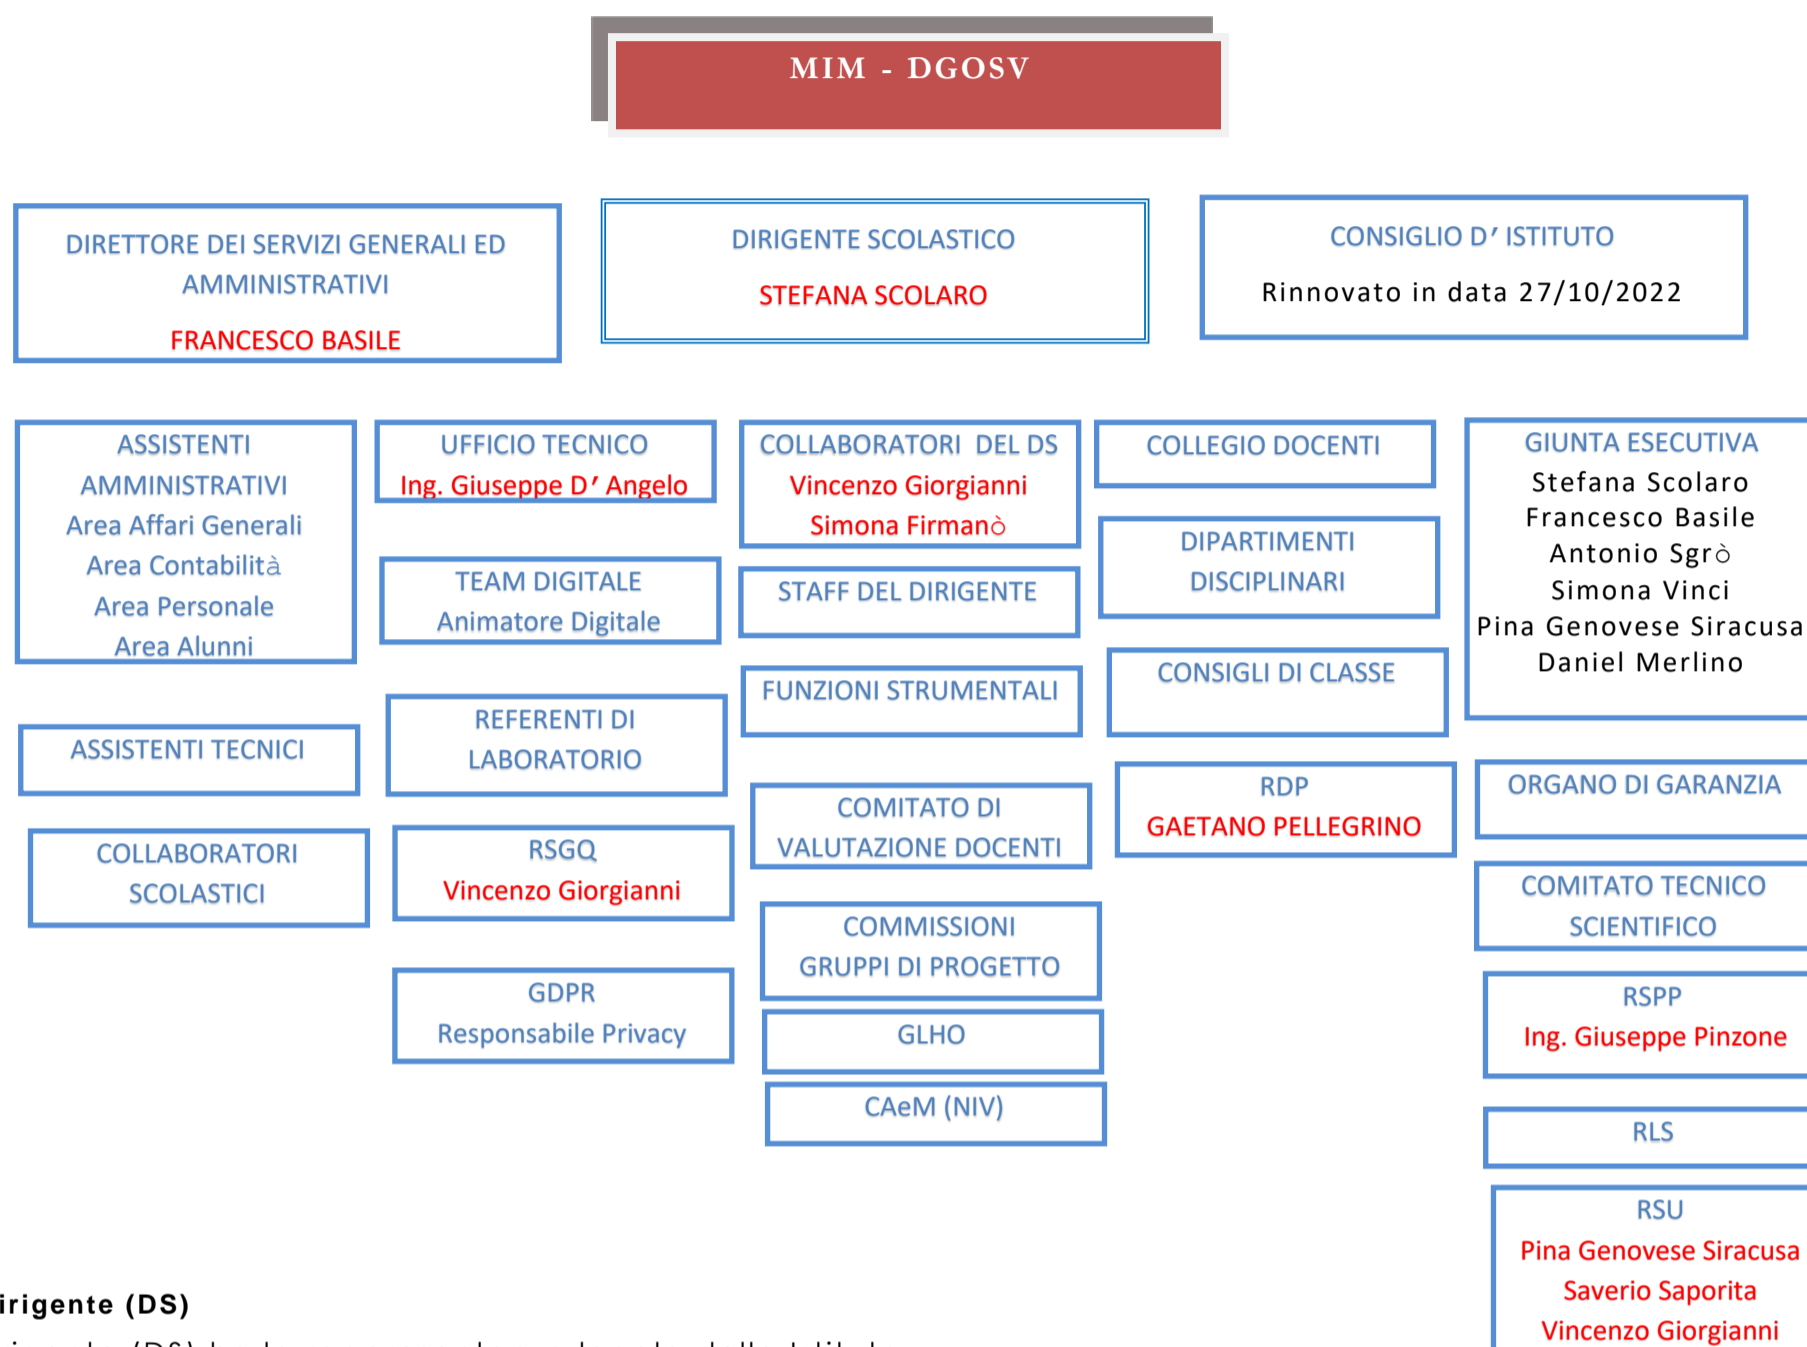 MIM - DGOSV
DIRETTORE DEI SERVIZI GENERALI ED
AMMINISTRATIVI
FRANCESCO BASILE
DIRIGENTE SCOLASTICO
STEFANA SCOLARO
CONSIGLIO D' ISTITUTO
Rinnovato in data 27/10/2022
ASSISTENTI
AMMINISTRATIVI
Area Affari Generali
Area Contabilità
Area Personale
Area Alunni
ASSISTENTI TECNICI
COLLABORATORI
SCOLASTICI
UFFICIO TECNICO
Ing. Giuseppe D' Angelo
TEAM DIGITALE
Animatore Digitale
REFERENTI DI
LABORATORIO
RSGQ
Vincenzo Giorgianni
GDPR
Responsabile Privacy
COLLABORATORI DEL DS
Vincenzo Giorgianni
Simona Firmanò
STAFF DEL DIRIGENTE
FUNZIONI STRUMENTALI
COMITATO DI
VALUTAZIONE DOCENTI
COMMISSIONI
GRUPPI DI PROGETTO
GLHO
CAeM (NIV)
COLLEGIO DOCENTI
DIPARTIMENTI
DISCIPLINARI
CONSIGLI DI CLASSE
RDP
GAETANO PELLEGRINO
GIUNTA ESECUTIVA
Stefana Scolaro
Francesco Basile
Antonio Sgrò
Simona Vinci
Pina Genovese Siracusa
Daniel Merlino
ORGANO DI GARANZIA
COMITATO TECNICO
SCIENTIFICO
RSPP
Ing. Giuseppe Pinzone
RLS
RSU
Pina Genovese Siracusa
Saverio Saporita
Vincenzo Giorgianni
irigente (DS)